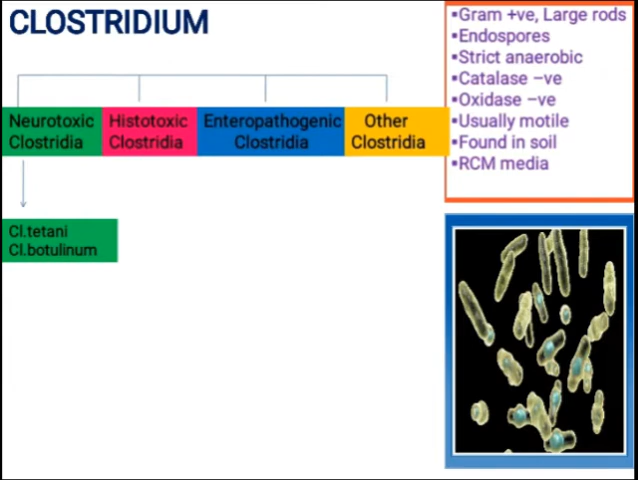 CLOSTRIDIUM
▪Gram +ve, Large rods
▪Endospores
▪Strict anaerobic
▪Catalase –ve
▪Oxidase –ve
▪Usually motile
▪Found in soil
▪RCM media
Neurotoxic
Clostridia
Histotoxic
Clostridia
Enteropathogenic
Clostridia
Other
Clostridia
Cl.tetani
Cl.botulinum